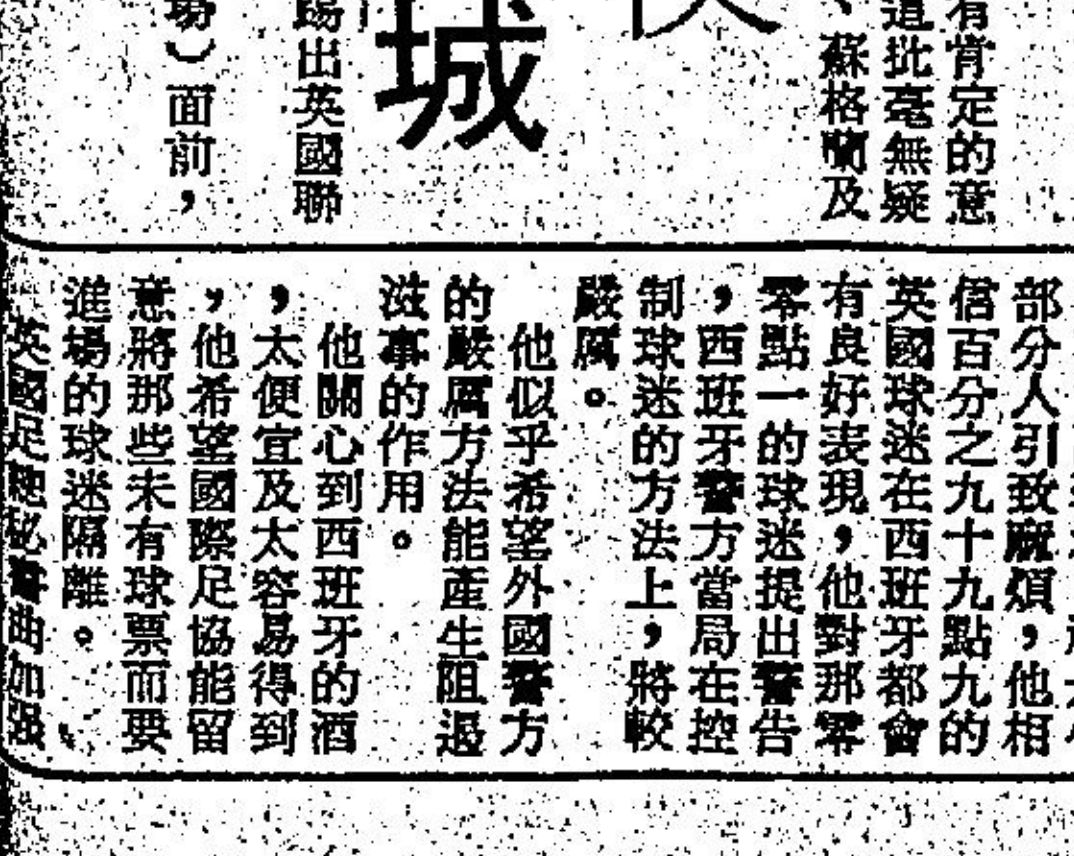 有肯定的意
這批毫無疑
、蘇格蘭及
城
踢出英國聯
場）面前，
部分人引致麻煩，他相
信百分之九十九點九的
英國球迷在西班牙都會
有良好表現，他對那零
零點一的球迷提出警告
，西班牙警方當局在控
制球迷的方法上，將較
嚴厲。
他似乎希望外國警方
的嚴厲方法能產生阻遏
滋事的作用。
他關心到西班牙的酒
，太便宜及太容易得到
，他希望國際足協能留
意將那些未有球票而要
進場的球迷隔離。
英國足總秘書曲加